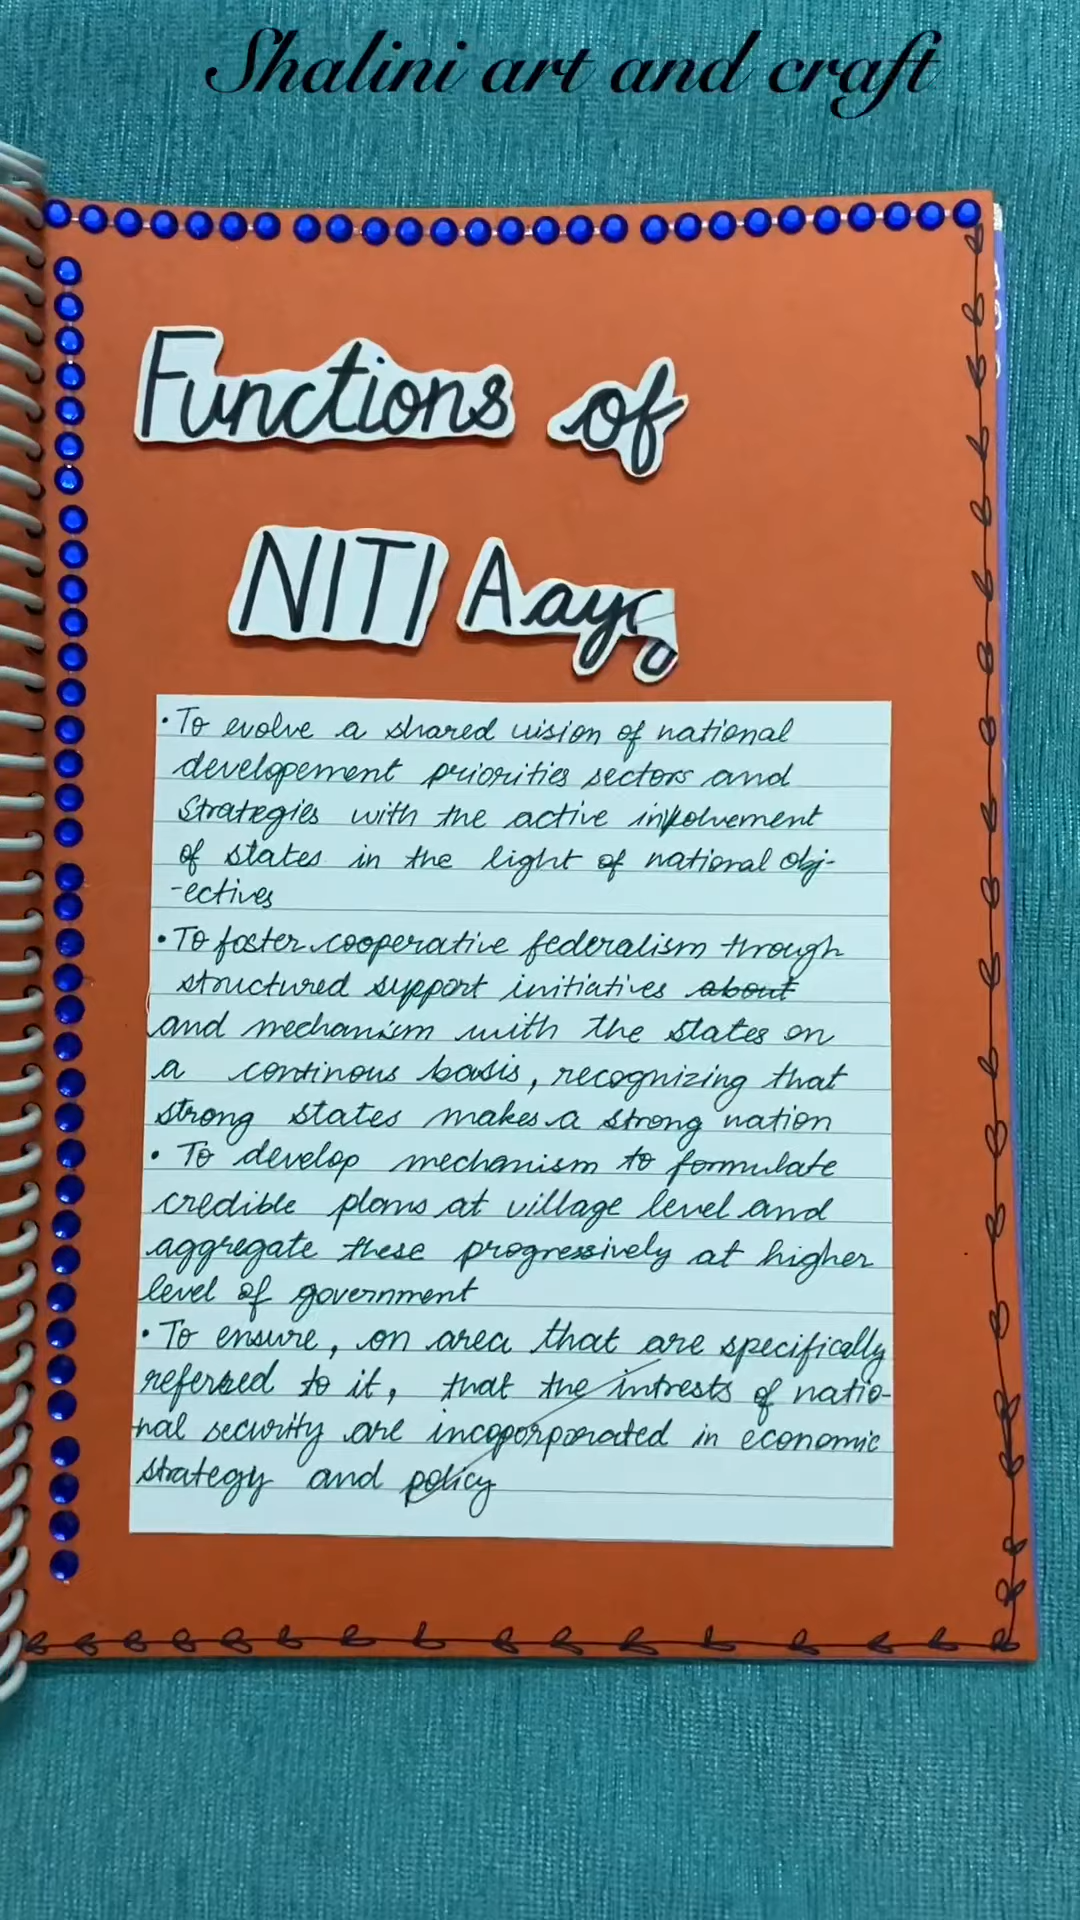 Shalini art and craft
Functions of
NITI Aayo
• To evolve a shared vision of national
developement priorities sectors and
strategies with the active involvement
of states in the light of national obj-
-ectives
• To foster cooperative federalism through
structured support initiatives about
and mechanism with the states on
a continous basis, recognizing that
strong states makes a strong nation
• To develop mechanism to formulate
credible plans at village level and
aggregate these progressively at higher
level of government
• To ensure, on area that are specifically
referred to it, that the intrests of natio-
nal security are incoporporated in economic
strategy and policy